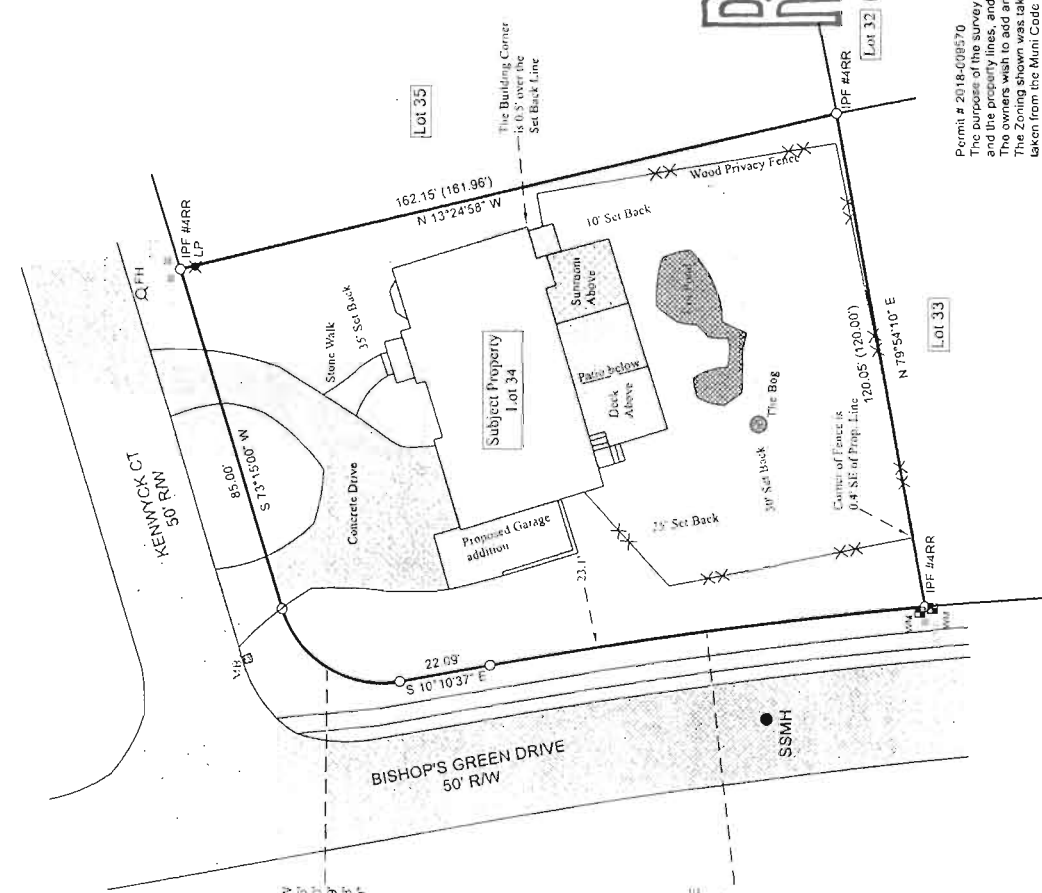 KENWYCK CT
50' R/W
FH
IPF #4RR
LP
85.00'
S 73°15'00" W
Stone Walk
35' Set Back
Concrete Drive
Lot 35
The Building Corner
is 0.5' over the
Set Back Line
162.15' (161.96')
N 13°24'58" W
Subject Property
Lot 34
Proposed Garage
addition
Sunroom
Above
Patio below
Deck
Above
10' Set Back
Wood Privacy Fence
The Bog
30' Set Back
25' Set Back
23.1'
Corner of Fence is
0.4' SE of Prop. Line
120.05' (120.00')
N 79°54'10" E
IPF #4RR
Lot 32
Lot 33
IPF #4RR
WM
WM
MB
22.09'
S 10°10'37" E
BISHOP'S GREEN DRIVE
50' R/W
SSMH
Permit # 2018-009570
The purpose of the survey
and the property lines, and
The owners wish to add an
The Zoning shown was tak
taken from the Muni Code